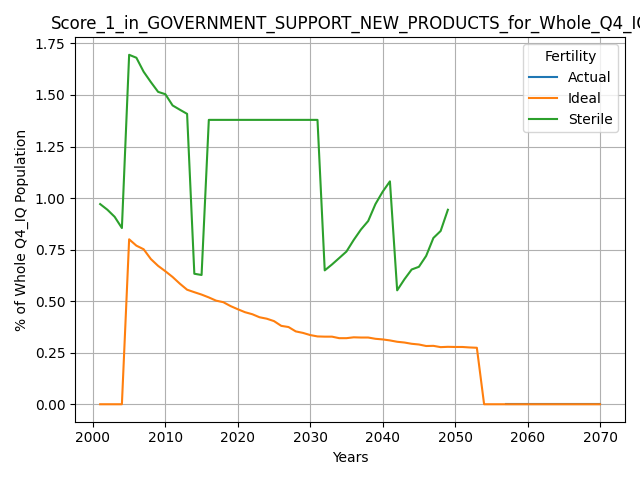 Score_1_in_GOVERNMENT_SUPPORT_NEW_PRODUCTS_for_Whole_Q4_IQ
Fertility
Actual
Ideal
Sterile
% of Whole Q4_IQ Population
1.75
1.50
1.25
1.00
0.75
0.50
0.25
0.00
2000 2010 2020 2030 2040 2050 2060 2070
Years